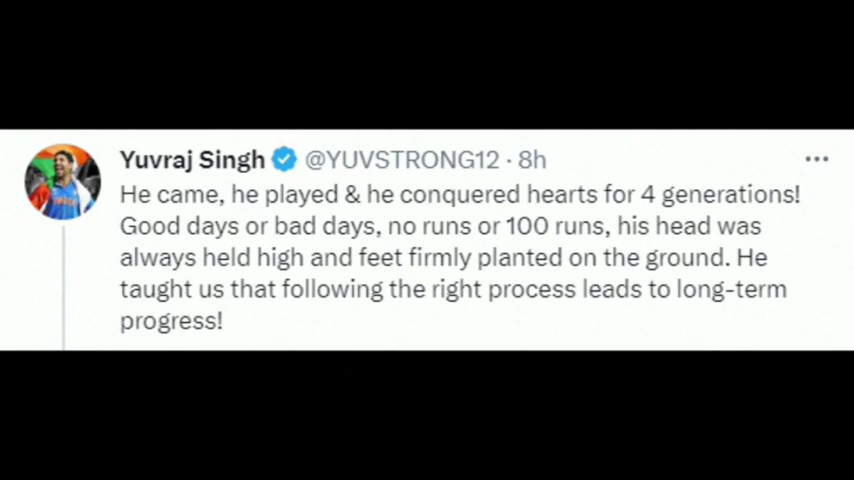 Yuvraj Singh @YUVSTRONG12 · 8h
He came, he played & he conquered hearts for 4 generations!
Good days or bad days, no runs or 100 runs, his head was
always held high and feet firmly planted on the ground. He
taught us that following the right process leads to long-term
progress!